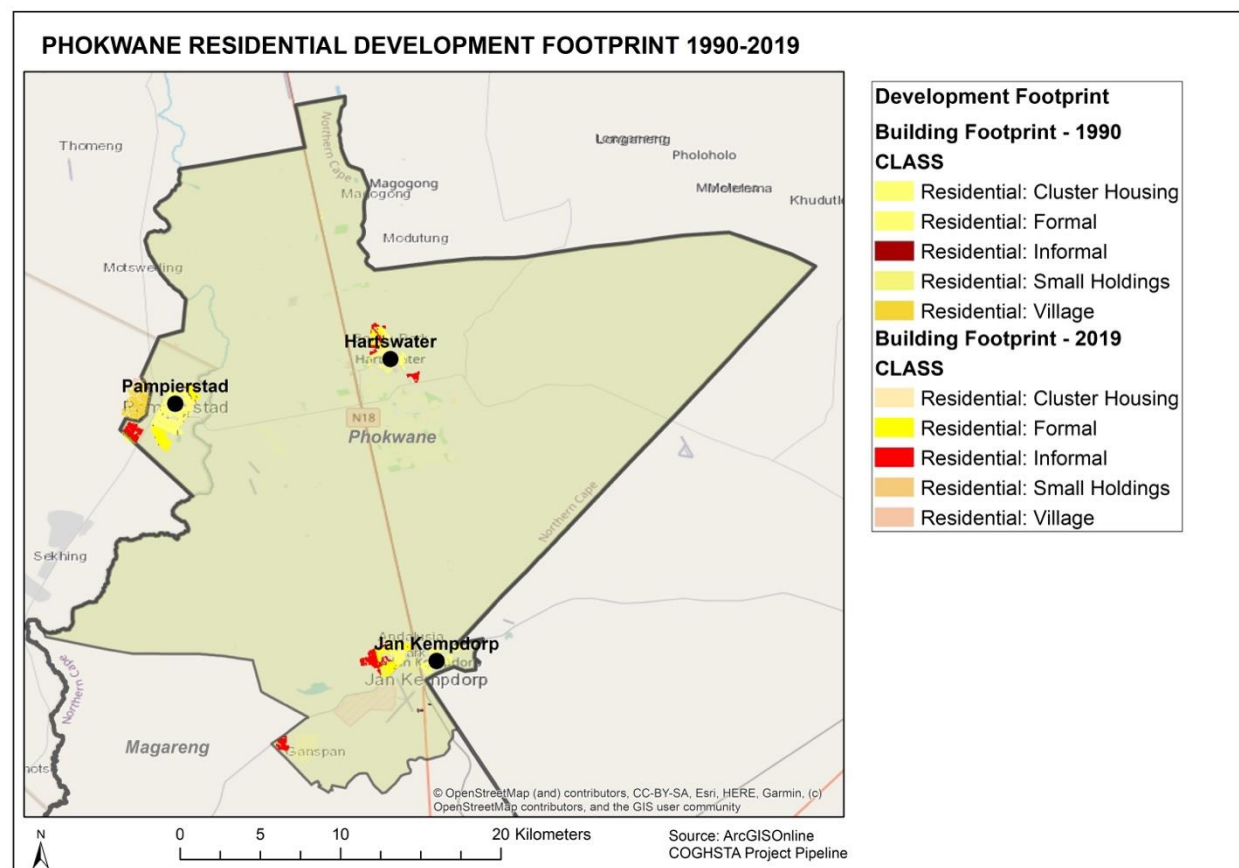 PHOKWANE RESIDENTIAL DEVELOPMENT FOOTPRINT 1990-2019
Thomeng
Northern Cape
Longaneng
Pholoholo
Magogong
Magogong
Khudutl
Modutung
Motsweding
Hartswater
Pampierstad
N18
Phokwane
Northern Cape
Sekhing
Andalusia
Jan Kempdorp
Jan Kempdorp
Northern Cape
Magareng
Ganspan
© OpenStreetMap (and) contributors, CC-BY-SA, Esri, HERE, Garmin, (c)
OpenStreetMap contributors, and the GIS user community
Development Footprint
Building Footprint - 1990
CLASS
Residential: Cluster Housing
Residential: Formal
Residential: Informal
Residential: Small Holdings
Residential: Village
Building Footprint - 2019
CLASS
Residential: Cluster Housing
Residential: Formal
Residential: Informal
Residential: Small Holdings
Residential: Village
N
0 5 10 20 Kilometers
Source: ArcGISOnline
COGHSTA Project Pipeline